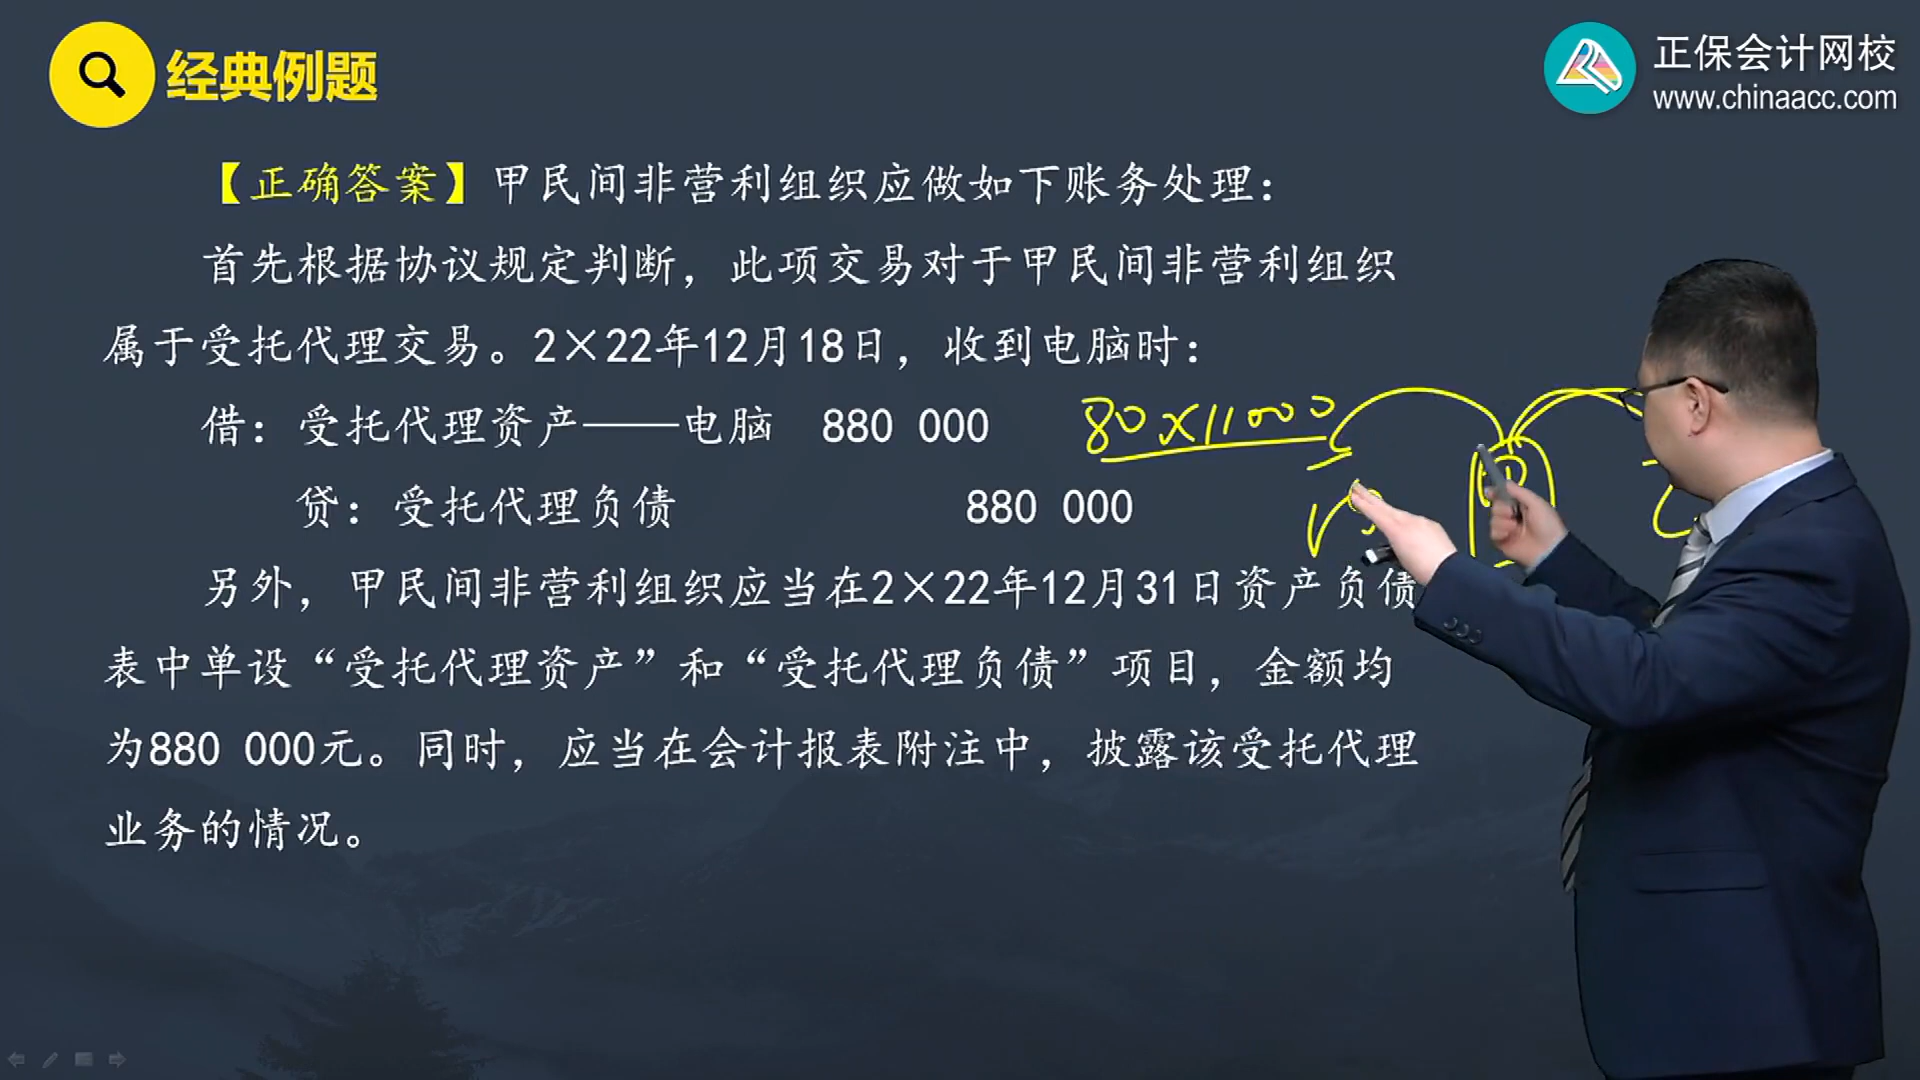 经典例题
正保会计网校
www.chinaacc.com
【正确答案】甲民间非营利组织应做如下账务处理：
首先根据协议规定判断，此项交易对于甲民间非营利组织
属于受托代理交易。2×22年12月18日，收到电脑时：
借：受托代理资产——电脑 880 000
80×11000
贷：受托代理负债 880 000
另外，甲民间非营利组织应当在2×22年12月31日资产负债
表中单设“受托代理资产”和“受托代理负债”项目，金额均
为880 000元。同时，应当在会计报表附注中，披露该受托代理
业务的情况。